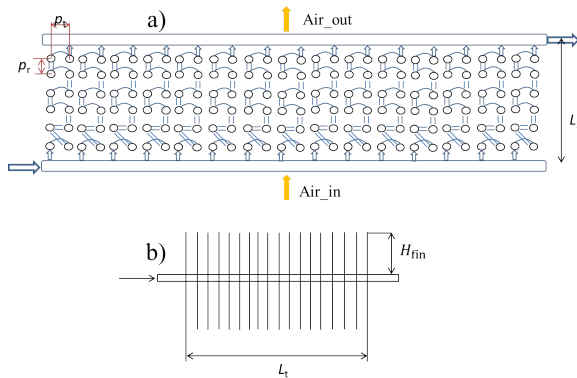 p_t
a)
Air_out
p_r
L
Air_in
b)
H_fin
L_t